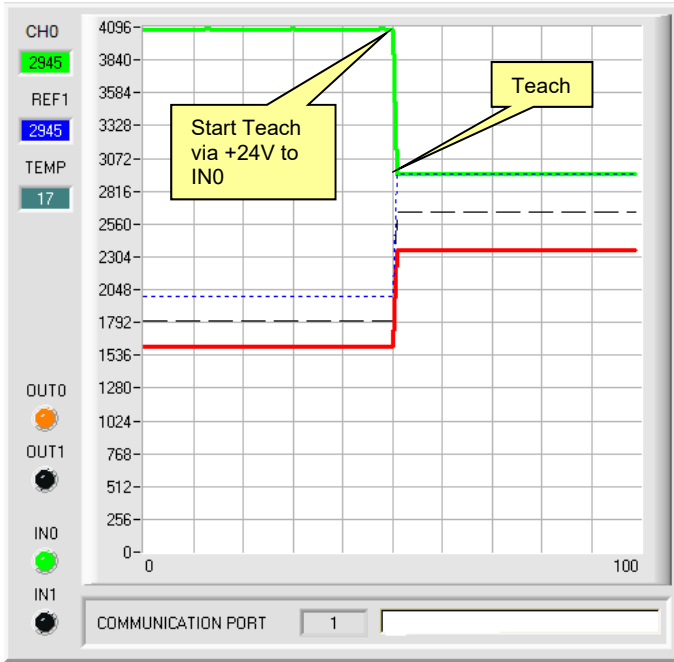 CH0
2945
REF1
2945
TEMP
17
OUT0
OUT1
IN0
IN1
4096
3840
3584
3328
3072
2816
2560
2304
2048
1792
1536
1280
1024
768
512
256
0
0 100
Start Teach
via +24V to
IN0
Teach
COMMUNICATION PORT 1